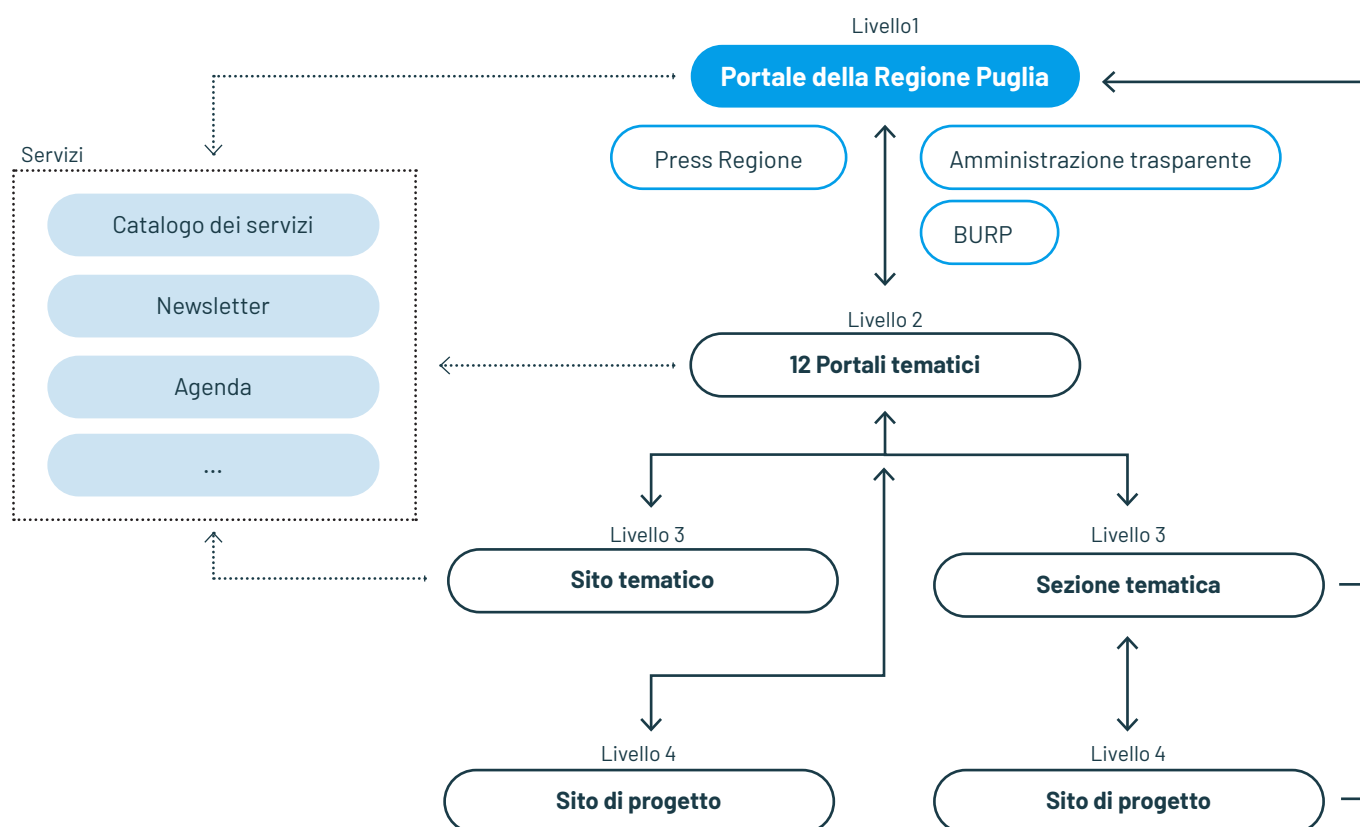 Livello1
Portale della Regione Puglia
Press Regione
Amministrazione trasparente
BURP
Servizi
Catalogo dei servizi
Newsletter
Agenda
...
Livello 2
12 Portali tematici
Livello 3
Sito tematico
Livello 3
Sezione tematica
Livello 4
Sito di progetto
Livello 4
Sito di progetto